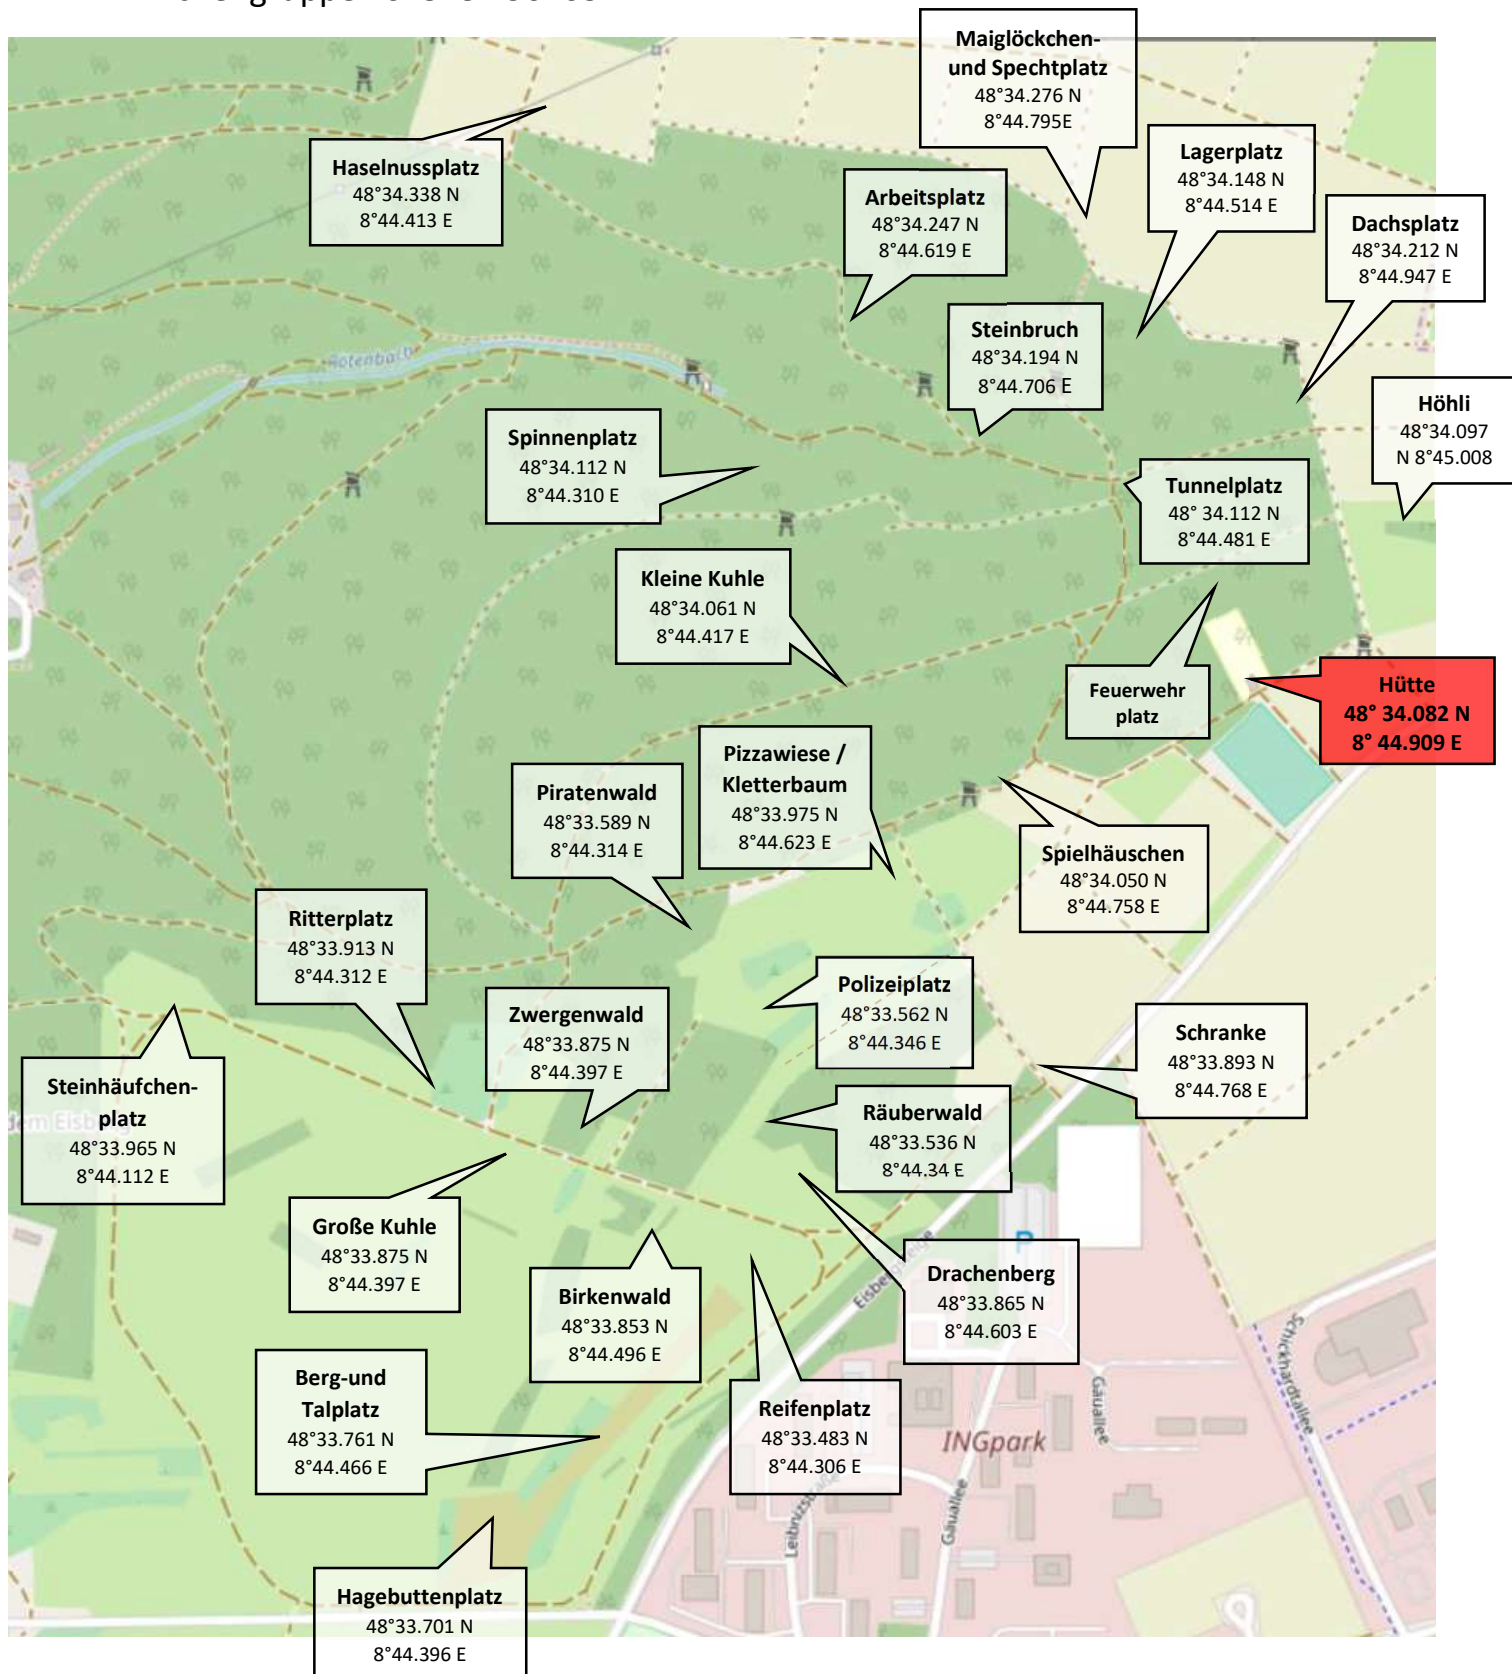 Maiglöckchen-
und Spechtplatz
48°34.276 N
8°44.795E
Haselnussplatz
48°34.338 N
8°44.413 E
Arbeitsplatz
48°34.247 N
8°44.619 E
Lagerplatz
48°34.148 N
8°44.514 E
Dachsplatz
48°34.212 N
8°44.947 E
Steinbruch
48°34.194 N
8°44.706 E
Rotenbach
Höhli
48°34.097
N 8°45.008
Spinnenplatz
48°34.112 N
8°44.310 E
Tunnelplatz
48° 34.112 N
8°44.481 E
Kleine Kuhle
48°34.061 N
8°44.417 E
Feuerwehr
platz
Hütte
48° 34.082 N
8° 44.909 E
Pizzawiese /
Kletterbaum
48°33.975 N
8°44.623 E
Piratenwald
48°33.589 N
8°44.314 E
Spielhäuschen
48°34.050 N
8°44.758 E
Ritterplatz
48°33.913 N
8°44.312 E
Polizeiplatz
48°33.562 N
8°44.346 E
Zwergenwald
48°33.875 N
8°44.397 E
Schranke
48°33.893 N
8°44.768 E
Steinhäufchen-
platz
48°33.965 N
8°44.112 E
dem Eisberg
Räuberwald
48°33.536 N
8°44.34 E
Große Kuhle
48°33.875 N
8°44.397 E
P
Drachenberg
48°33.865 N
8°44.603 E
Birkenwald
48°33.853 N
8°44.496 E
Schickhardtallee
Berg-und
Talplatz
48°33.761 N
8°44.466 E
Reifenplatz
48°33.483 N
8°44.306 E
Gäuallee
INGpark
Leibnizstraße
Gäuallee
Hagebuttenplatz
48°33.701 N
8°44.396 E